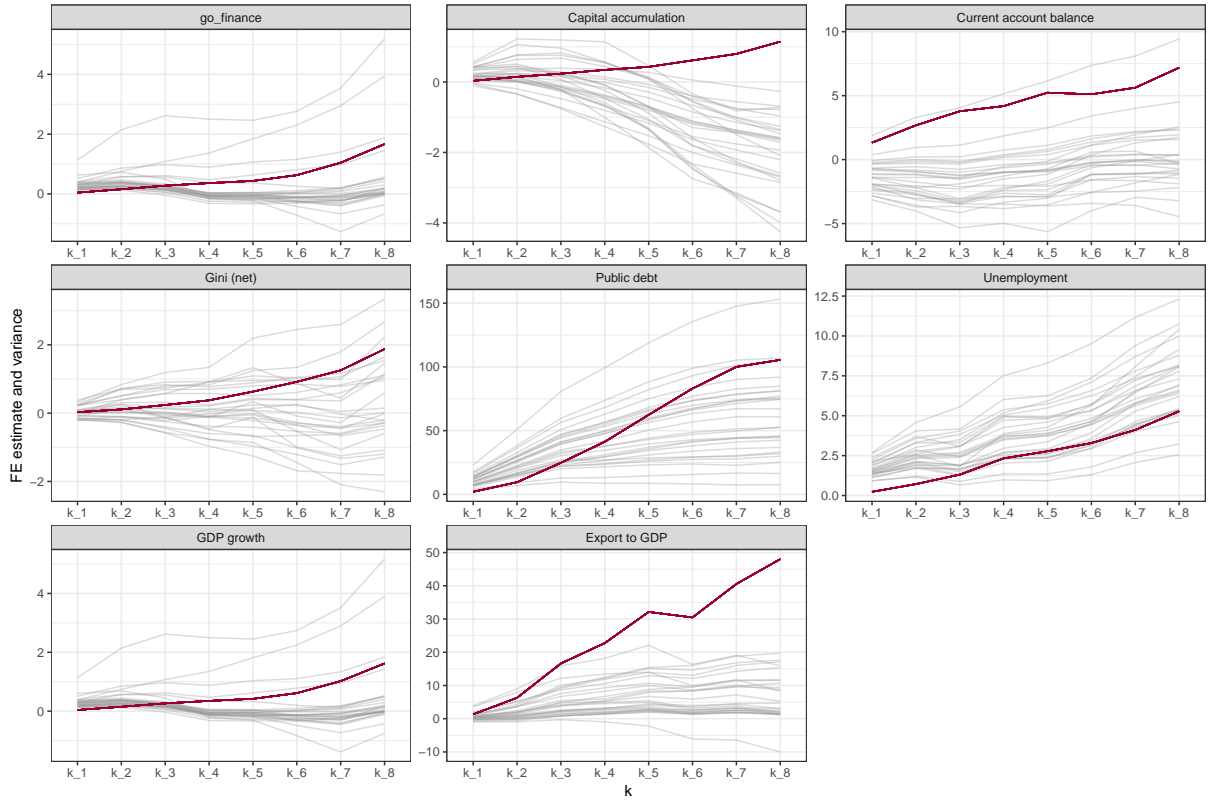 go_finance
Capital accumulation
Current account balance
4
2
0
0
−2
−4
10
5
0
−5
k_1 k_2 k_3 k_4 k_5 k_6 k_7 k_8
k_1 k_2 k_3 k_4 k_5 k_6 k_7 k_8
k_1 k_2 k_3 k_4 k_5 k_6 k_7 k_8
Gini (net)
Public debt
Unemployment
FE estimate and variance
2
0
−2
150
100
50
0
12.5
10.0
7.5
5.0
2.5
0.0
k_1 k_2 k_3 k_4 k_5 k_6 k_7 k_8
k_1 k_2 k_3 k_4 k_5 k_6 k_7 k_8
k_1 k_2 k_3 k_4 k_5 k_6 k_7 k_8
GDP growth
Export to GDP
4
2
0
50
40
30
20
10
0
−10
k_1 k_2 k_3 k_4 k_5 k_6 k_7 k_8
k_1 k_2 k_3 k_4 k_5 k_6 k_7 k_8
k